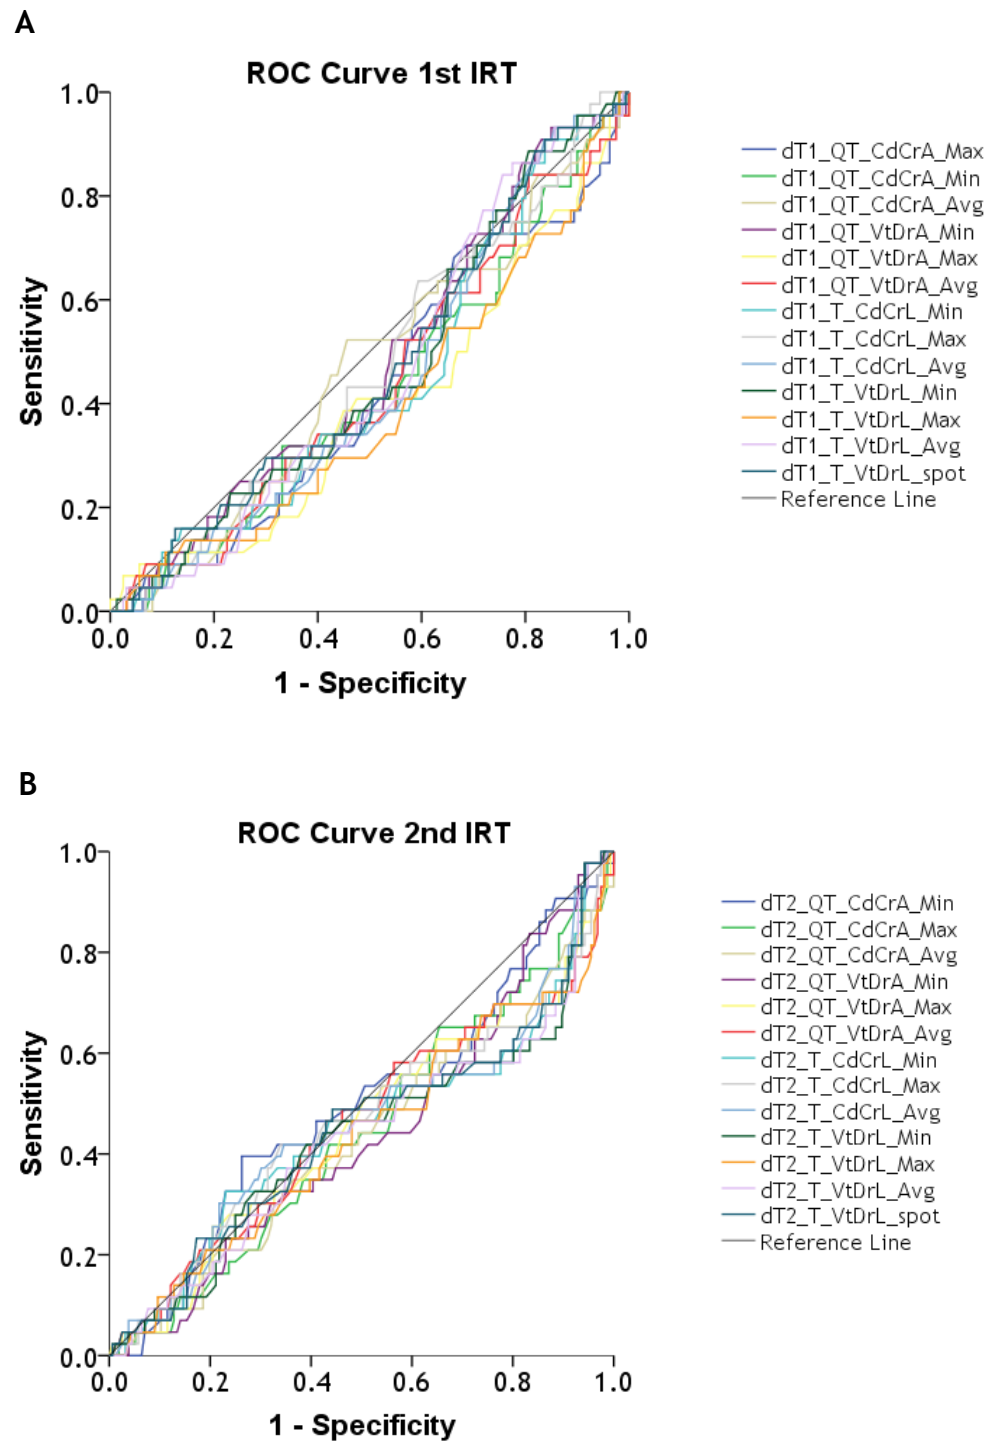 A
ROC Curve 1st IRT
1.0
0.8
0.6
0.4
0.2
0.0
Sensitivity
0.0 0.2 0.4 0.6 0.8 1.0
1 - Specificity
dT1_QT_CdCrA_Max
dT1_QT_CdCrA_Min
dT1_QT_CdCrA_Avg
dT1_QT_VtDrA_Min
dT1_QT_VtDrA_Max
dT1_QT_VtDrA_Avg
dT1_T_CdCrL_Min
dT1_T_CdCrL_Max
dT1_T_CdCrL_Avg
dT1_T_VtDrL_Min
dT1_T_VtDrL_Max
dT1_T_VtDrL_Avg
dT1_T_VtDrL_spot
Reference Line
B
ROC Curve 2nd IRT
1.0
0.8
0.6
0.4
0.2
0.0
Sensitivity
0.0 0.2 0.4 0.6 0.8 1.0
1 - Specificity
dT2_QT_CdCrA_Min
dT2_QT_CdCrA_Max
dT2_QT_CdCrA_Avg
dT2_QT_VtDrA_Min
dT2_QT_VtDrA_Max
dT2_QT_VtDrA_Avg
dT2_T_CdCrL_Min
dT2_T_CdCrL_Max
dT2_T_CdCrL_Avg
dT2_T_VtDrL_Min
dT2_T_VtDrL_Max
dT2_T_VtDrL_Avg
dT2_T_VtDrL_spot
Reference Line